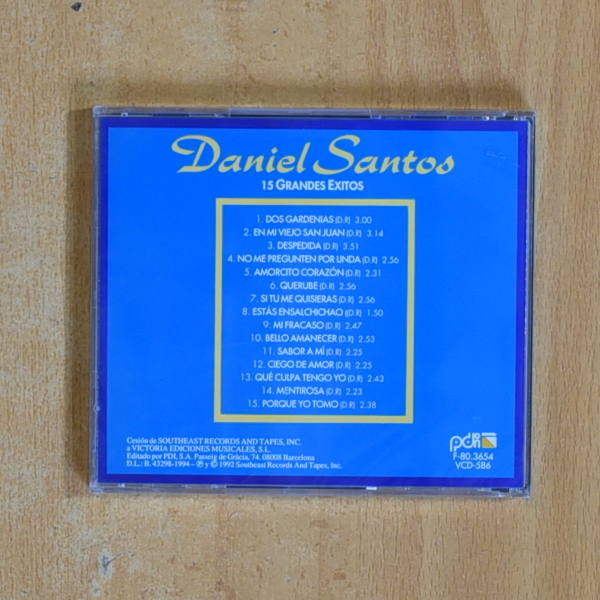 Daniel Santos
15 GRANDES EXITOS
1. DOS GARDENIAS (D.R) 3.00
2. EN MI VIEJO SAN JUAN (D.R) 3.14
3. DESPEDIDA (D.R) 3.51
4. NO ME PREGUNTEN POR LINDA (D.R) 2.56
5. AMORCITO CORAZÓN (D.R) 2.31
6. QUERUBE (D.R) 2.56
7. SI TU ME QUISIERAS (D.R) 2.56
8. ESTÁS ENSALCHICHAO (D.R) 1.50
9. MI FRACASO (D.R) 2.47
10. BELLO AMANECER (D.R) 2.53
11. SABOR A MÍ (D.R) 2.25
12. CIEGO DE AMOR (D.R) 2.25
13. QUÉ CULPA TENGO YO (D.R) 2.43
14. MENTIROSA (D.R) 2.23
15. PORQUE YO TOMO (D.R) 2.38
Cesión de SOUTHEAST RECORDS AND TAPES, INC.
a VICTORIA EDICIONES MUSICALES, S.L.
Editado por PDI, S.A. Passeig de Gràcia, 74. 08008 Barcelona
D.L.: B. 43298-1994 – ℗ y © 1992 Southeast Records And Tapes, Inc.
pdi
F-80.3654
VCD-586